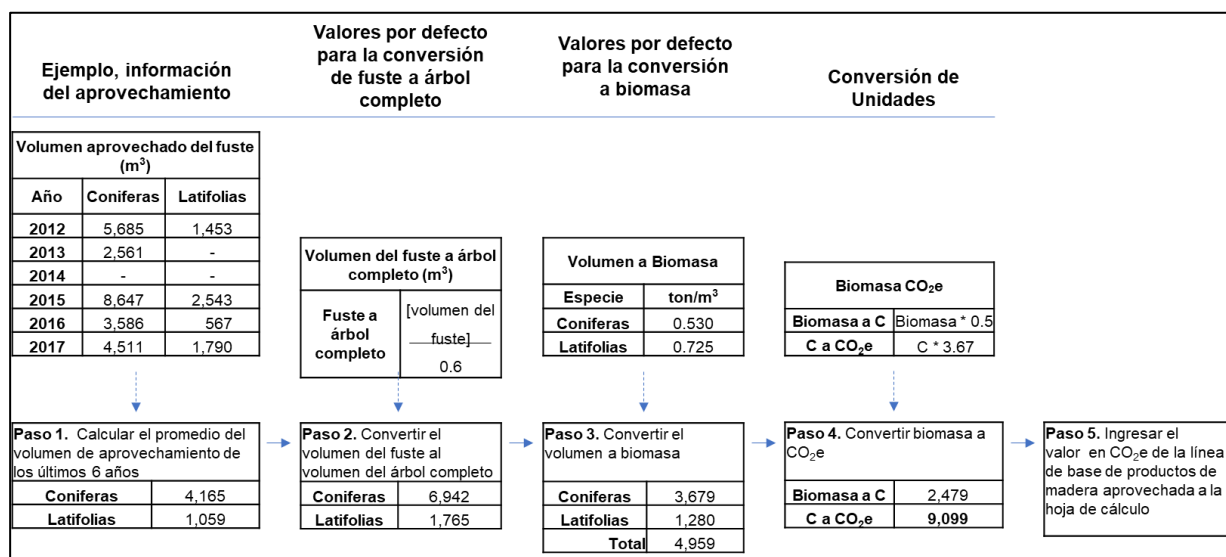 Ejemplo, información
del aprovechamiento
Valores por defecto
para la conversión
de fuste a árbol
completo
Valores por defecto
para la conversión
a biomasa
Conversión de
Unidades
Volumen aprovechado del fuste
(m³)
Año Coniferas Latifolias
2012 5,685 1,453
2013 2,561 -
2014 - -
2015 8,647 2,543
2016 3,586 567
2017 4,511 1,790
Volumen del fuste a árbol
completo (m³)
Fuste a
árbol
completo
[volumen del
fuste]
0.6
Volumen a Biomasa
Especie ton/m³
Coniferas 0.530
Latifolias 0.725
Biomasa CO₂e
Biomasa a C Biomasa * 0.5
C a CO₂e C * 3.67
Paso 1. Calcular el promedio del
volumen de aprovechamiento de
los últimos 6 años
Coniferas 4,165
Latifolias 1,059
Paso 2. Convertir el
volumen del fuste al
volumen del árbol completo
Coniferas 6,942
Latifolias 1,765
Paso 3. Convertir el
volumen a biomasa
Coniferas 3,679
Latifolias 1,280
Total 4,959
Paso 4. Convertir biomasa a
CO₂e
Biomasa a C 2,479
C a CO₂e 9,099
Paso 5. Ingresar el
valor en CO₂e de la línea
de base de productos de
madera aprovechada a la
hoja de cálculo